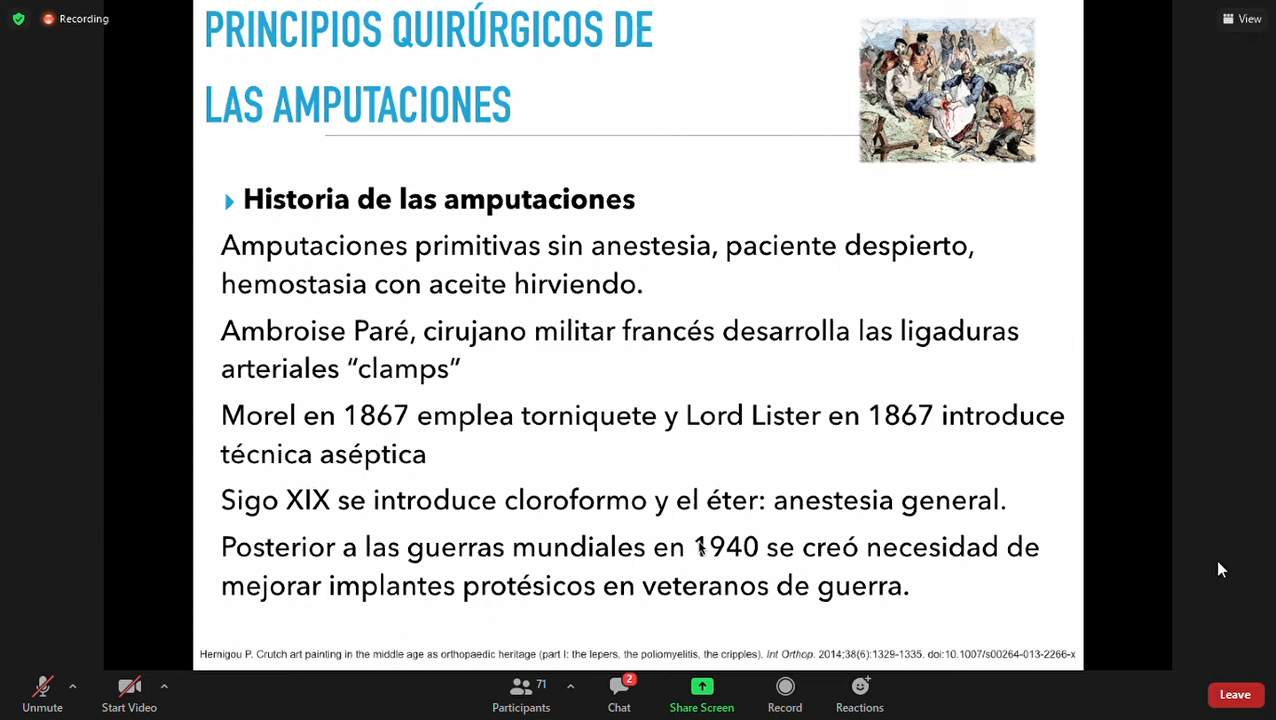 Recording
View
PRINCIPIOS QUIRÚRGICOS DE
LAS AMPUTACIONES
Historia de las amputaciones
Amputaciones primitivas sin anestesia, paciente despierto,
hemostasia con aceite hirviendo.
Ambroise Paré, cirujano militar francés desarrolla las ligaduras
arteriales “clamps”
Morel en 1867 emplea torniquete y Lord Lister en 1867 introduce
técnica aséptica
Sigo XIX se introduce cloroformo y el éter: anestesia general.
Posterior a las guerras mundiales en 1940 se creó necesidad de
mejorar implantes protésicos en veteranos de guerra.
Hernigou P. Crutch art painting in the middle age as orthopaedic heritage (part I: the lepers, the poliomyelitis, the cripples). Int Orthop. 2014;38(6):1329-1335. doi:10.1007/s00264-013-2266-x
Unmute
Start Video
71
Participants
2
Chat
Share Screen
Record
Reactions
Leave